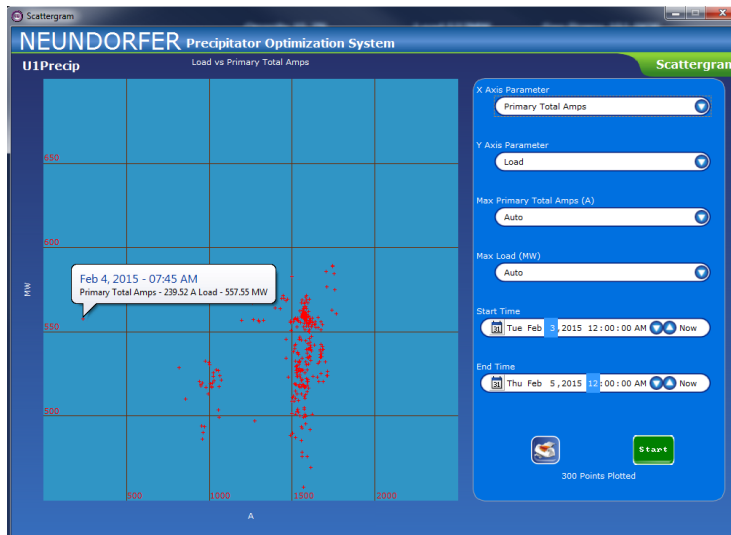 Scattergram
NEUNDORFER Precipitator Optimization System
U1Precip
Load vs Primary Total Amps
Scattergram
X Axis Parameter
Primary Total Amps
Y Axis Parameter
Load
Max Primary Total Amps (A)
Auto
Max Load (MW)
Auto
Start Time
31 Tue Feb 3,2015 12:00:00 AM Now
End Time
31 Thu Feb 5,2015 12:00:00 AM Now
Start
300 Points Plotted
650
600
Feb 4, 2015 - 07:45 AM
Primary Total Amps - 239.52 A Load - 557.55 MW
MW
550
500
500
1000
1500
2000
A